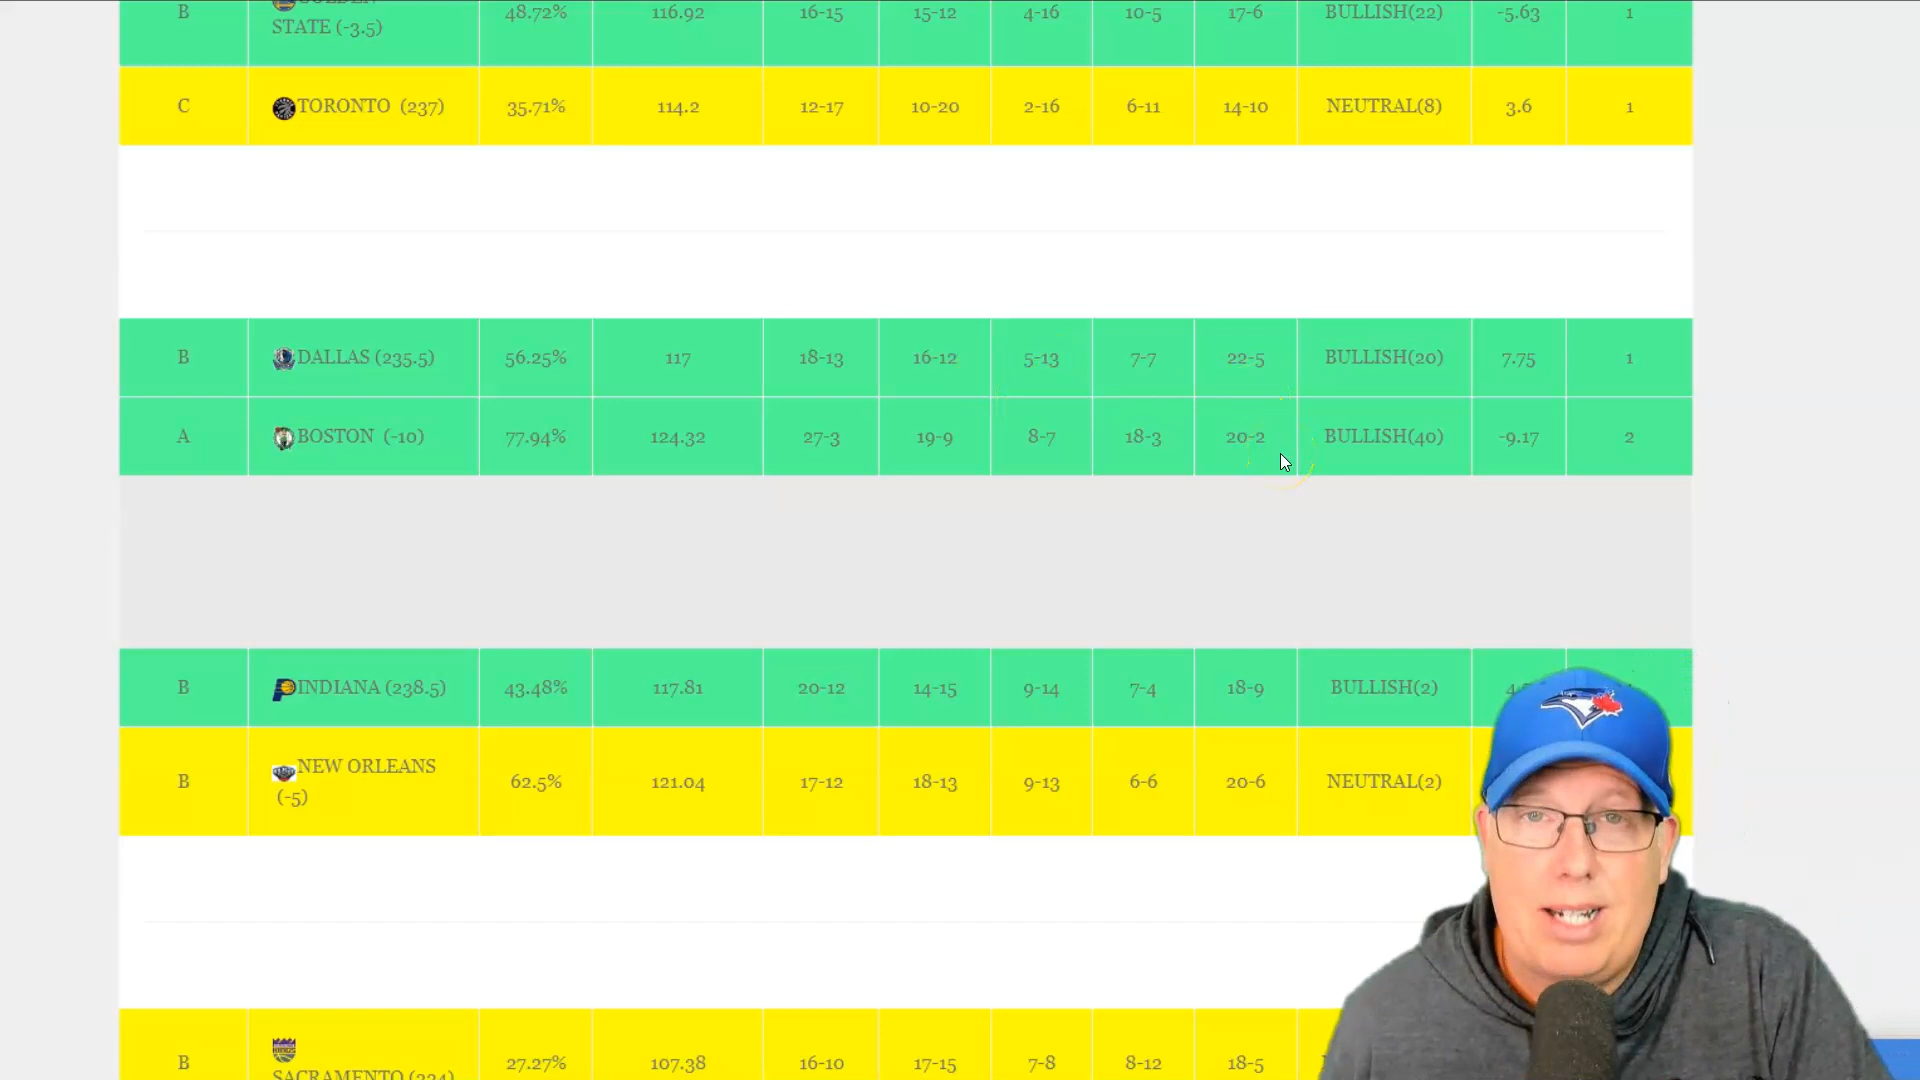 B GOLDEN STATE (-3.5) 48.72% 116.92 16-15 15-12 4-16 10-5 17-6 BULLISH(22) -5.63 1
C TORONTO (237) 35.71% 114.2 12-17 10-20 2-16 6-11 14-10 NEUTRAL(8) 3.6 1
B DALLAS (235.5) 56.25% 117 18-13 16-12 5-13 7-7 22-5 BULLISH(20) 7.75 1
A BOSTON (-10) 77.94% 124.32 27-3 19-9 8-7 18-3 20-2 BULLISH(40) -9.17 2
B INDIANA (238.5) 43.48% 117.81 20-12 14-15 9-14 7-4 18-9 BULLISH(2)
B NEW ORLEANS (-5) 62.5% 121.04 17-12 18-13 9-13 6-6 20-6 NEUTRAL(2)
B SACRAMENTO (234) 27.27% 107.38 16-10 17-15 7-8 8-12 18-5